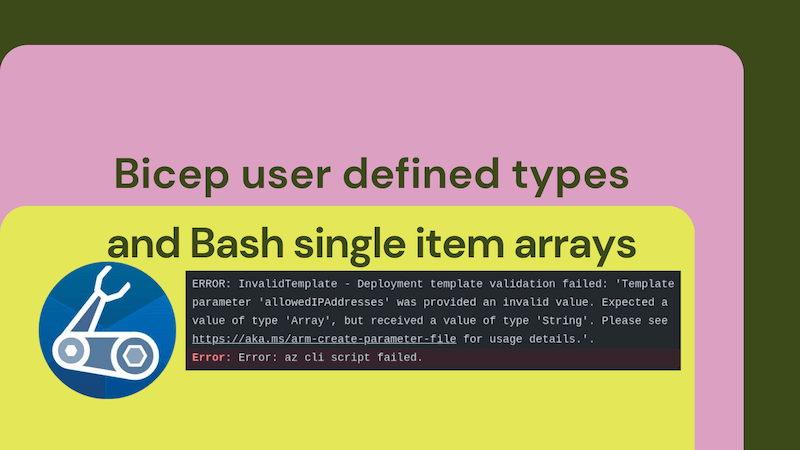 Bicep user defined types
and Bash single item arrays
ERROR: InvalidTemplate - Deployment template validation failed: 'Template
parameter 'allowedIPAddresses' was provided an invalid value. Expected a
value of type 'Array', but received a value of type 'String'. Please see
https://aka.ms/arm-create-parameter-file for usage details.'.
Error: Error: az cli script failed.